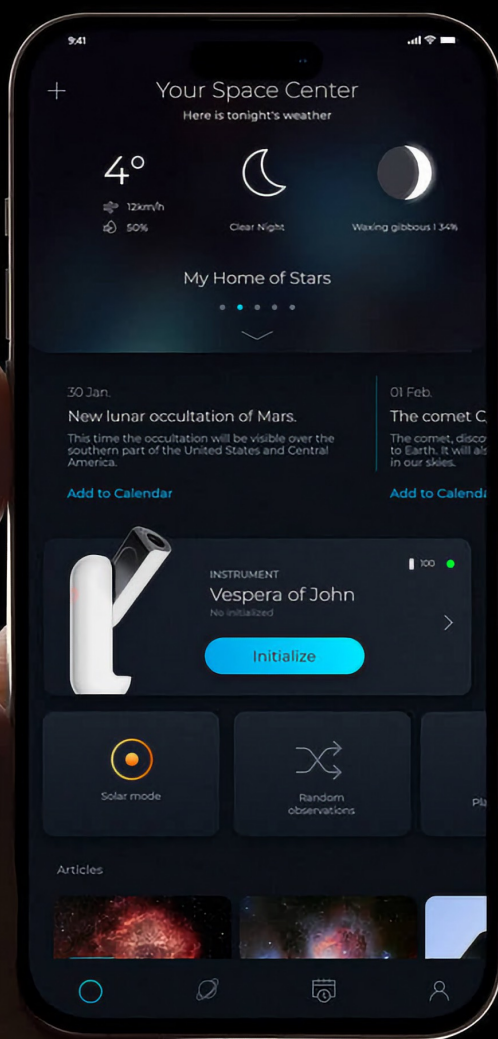 9:41
Your Space Center
Here is tonight's weather
4°
12km/h
50%
Clear Night
Waxing gibbous | 34%
My Home of Stars
30 Jan.
New lunar occultation of Mars.
This time the occultation will be visible over the
southern part of the United States and Central
America.
Add to Calendar
01 Feb.
The comet C
The comet, disco
to Earth. It will als
in our skies.
Add to Calenda
INSTRUMENT
Vespera of John
No initialized
100
Initialize
Solar mode
Random
observations
Pla
Articles